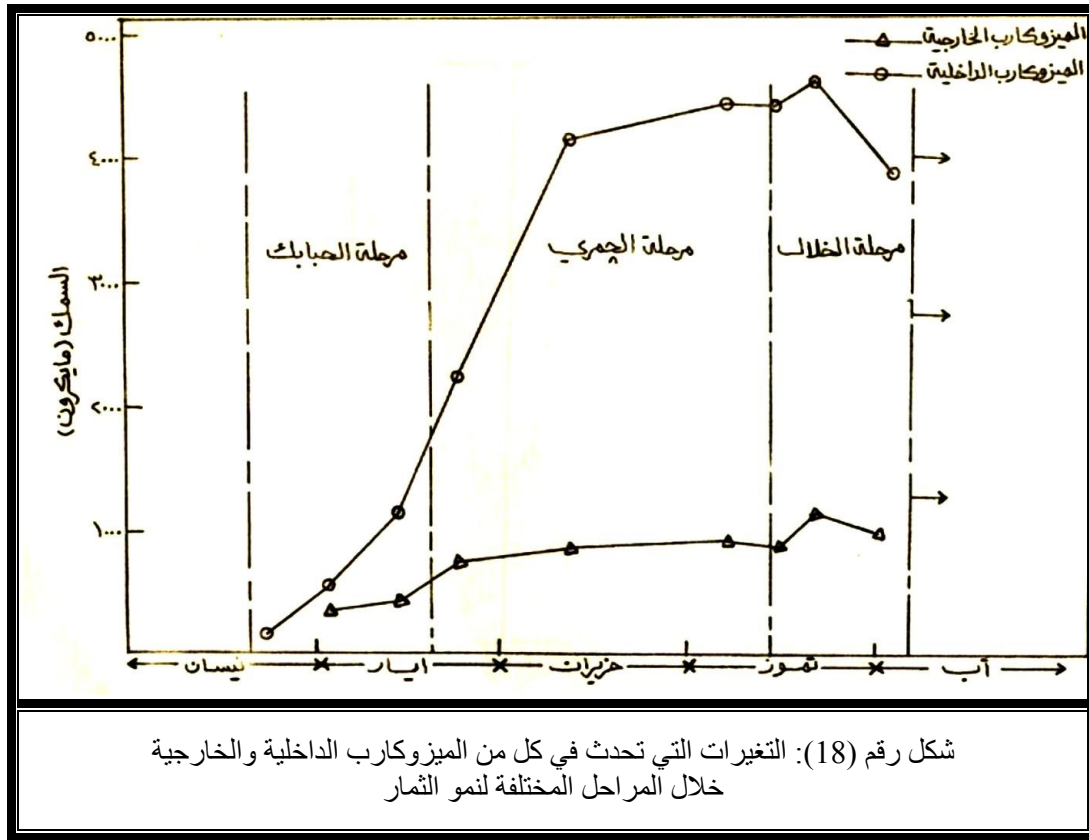 الميزوكارب الخارجية
الميزوكارب الداخلية
٥٠٠٠
٤٠٠٠
٣٠٠٠
٢٠٠٠
١٠٠٠
السمك (مايكرون)
مرحلة الحبابك
مرحلة الچمري
مرحلة الخلال
نيسان
ايار
حزيران
تموز
آب
شكل رقم (18): التغيرات التي تحدث في كل من الميزوكارب الداخلية والخارجية
خلال المراحل المختلفة لنمو الثمار